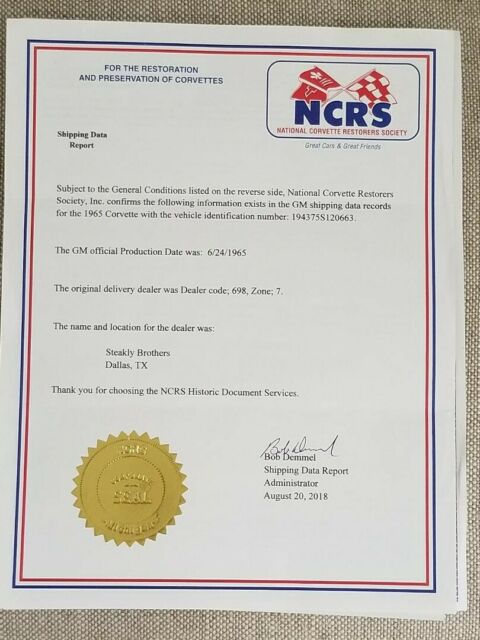 FOR THE RESTORATION
AND PRESERVATION OF CORVETTES
NCRS
NATIONAL CORVETTE RESTORERS SOCIETY
Great Cars & Great Friends
Shipping Data
Report
Subject to the General Conditions listed on the reverse side, National Corvette Restorers
Society, Inc. confirms the following information exists in the GM shipping data records
for the 1965 Corvette with the vehicle identification number: 194375S120663.
The GM official Production Date was: 6/24/1965
The original delivery dealer was Dealer code; 698, Zone; 7.
The name and location for the dealer was:
Steakly Brothers
Dallas, TX
Thank you for choosing the NCRS Historic Document Services.
Bob Demmel
Bob Demmel
Shipping Data Report
Administrator
August 20, 2018
NCRS
SEAL